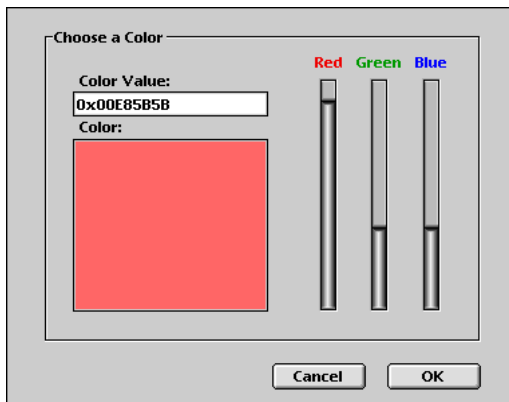 Choose a Color
Red Green Blue
Color Value:
0x00E85B5B
Color:
Cancel OK